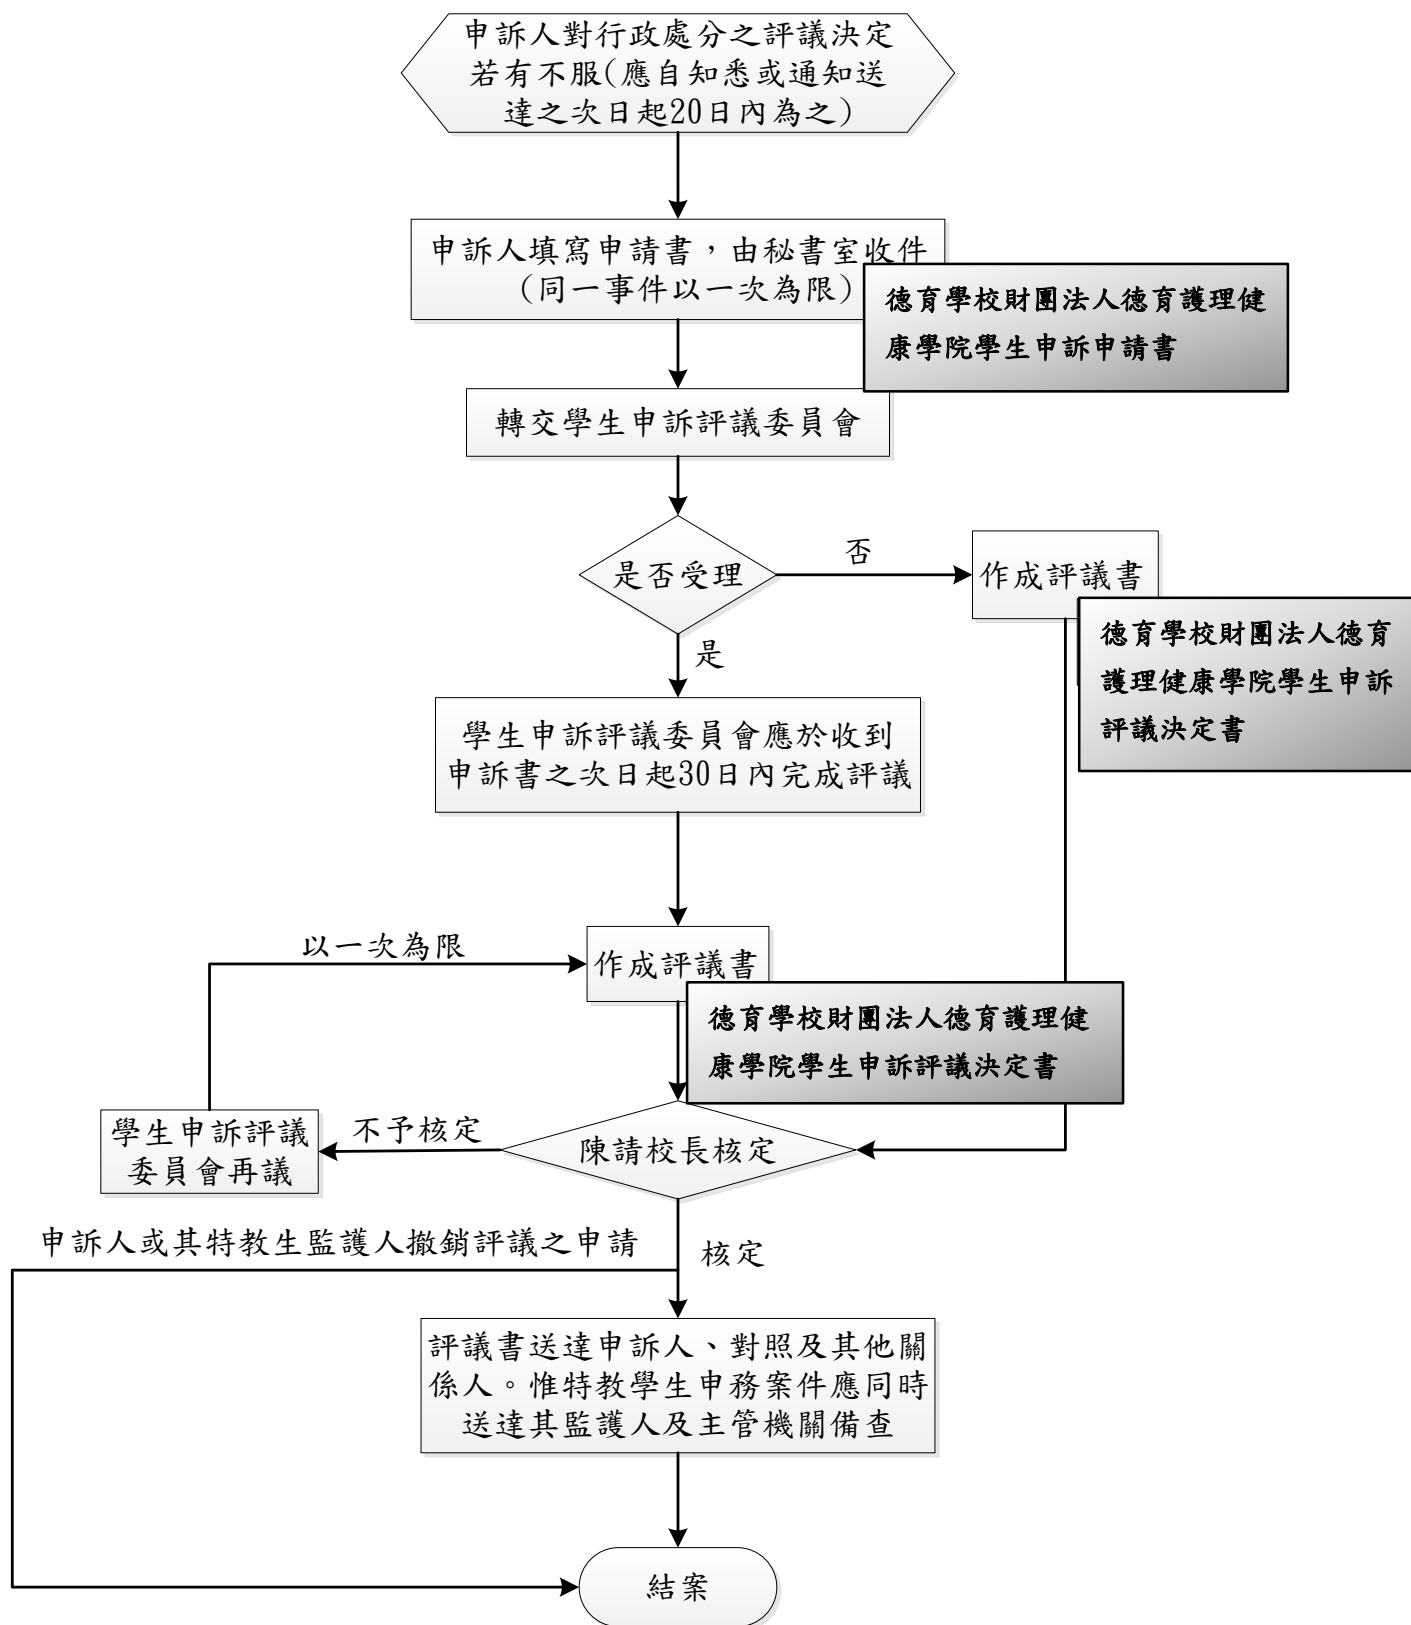 申訴人對行政處分之評議決定
若有不服(應自知悉或通知送
達之次日起20日內為之)
申訴人填寫申請書，由秘書室收件
(同一事件以一次為限)
德育學校財團法人德育護理健
康學院學生申訴申請書
轉交學生申訴評議委員會
是否受理
否
作成評議書
德育學校財團法人德育
護理健康學院學生申訴
評議決定書
是
學生申訴評議委員會應於收到
申訴書之次日起30日內完成評議
以一次為限
作成評議書
德育學校財團法人德育護理健
康學院學生申訴評議決定書
學生申訴評議
委員會再議
不予核定
陳請校長核定
申訴人或其特教生監護人撤銷評議之申請
核定
評議書送達申訴人、對照及其他關
係人。惟特教學生申務案件應同時
送達其監護人及主管機關備查
結案